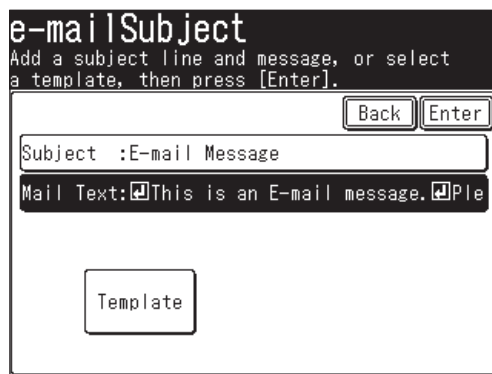 e-mailSubject
Add a subject line and message, or select
a template, then press [Enter].
Back Enter
Subject :E-mail Message
Mail Text:↵This is an E-mail message.↵Ple
Template